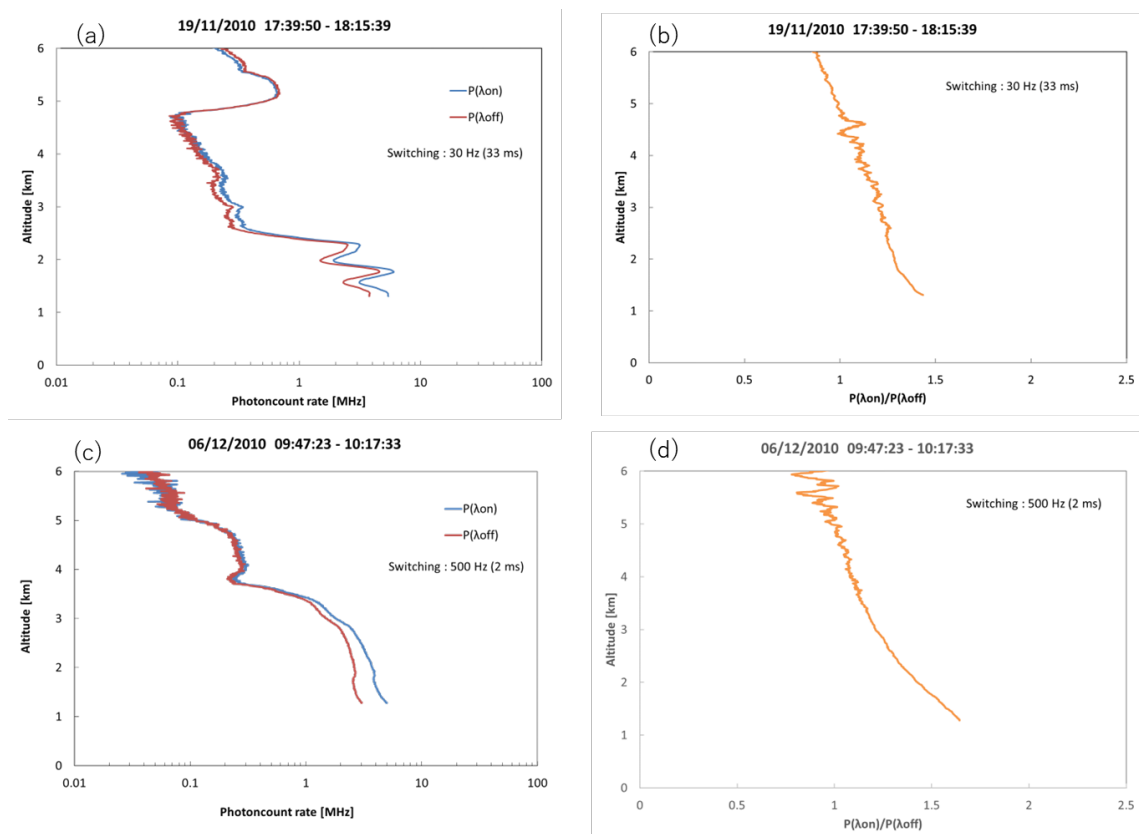 (a)
19/11/2010 17:39:50 - 18:15:39
6
5
4
3
2
1
0
Altitude [km]
P(λon)
P(λoff)
Switching : 30 Hz (33 ms)
0.01 0.1 1 10 100
Photoncount rate [MHz]
(b)
19/11/2010 17:39:50 - 18:15:39
6
5
4
3
2
1
0
Altitude [km]
Switching : 30 Hz (33 ms)
0 0.5 1 1.5 2 2.5
P(λon)/P(λoff)
(c)
06/12/2010 09:47:23 - 10:17:33
6
5
4
3
2
1
0
Altitude [km]
P(λon)
P(λoff)
Switching : 500 Hz (2 ms)
0.01 0.1 1 10 100
Photoncount rate [MHz]
(d)
06/12/2010 09:47:23 - 10:17:33
6
5
4
3
2
1
0
Altitude [km]
Switching : 500 Hz (2 ms)
0 0.5 1 1.5 2 2.5
P(λon)/P(λoff)